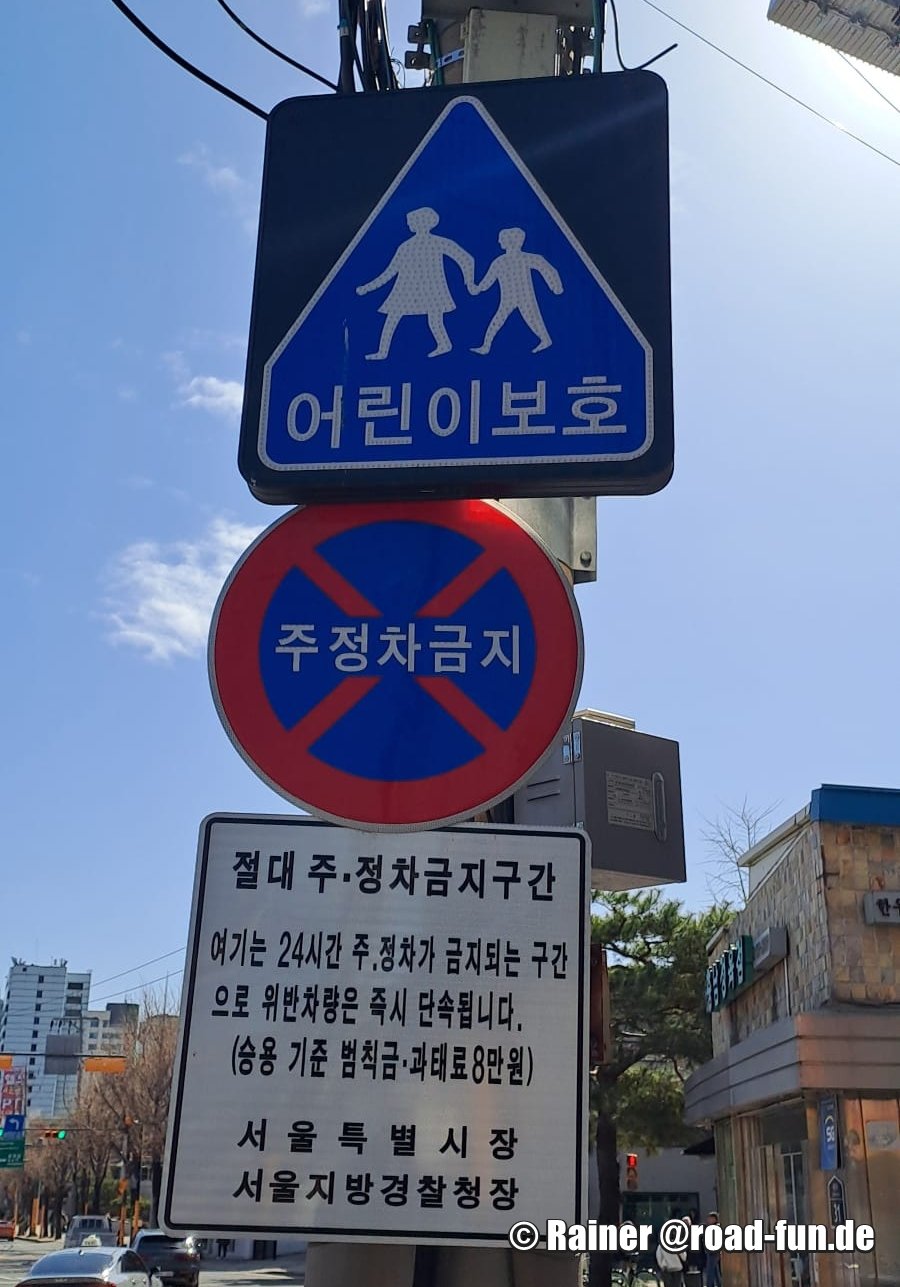 어린이보호
주정차금지
절대 주·정차금지구간
여기는 24시간 주.정차가 금지되는 구간
으로 위반차량은 즉시 단속됩니다.
(승용 기준 범칙금·과태료8만원)
서울특별시장
서울지방경찰청장
© Rainer @road-fun.de